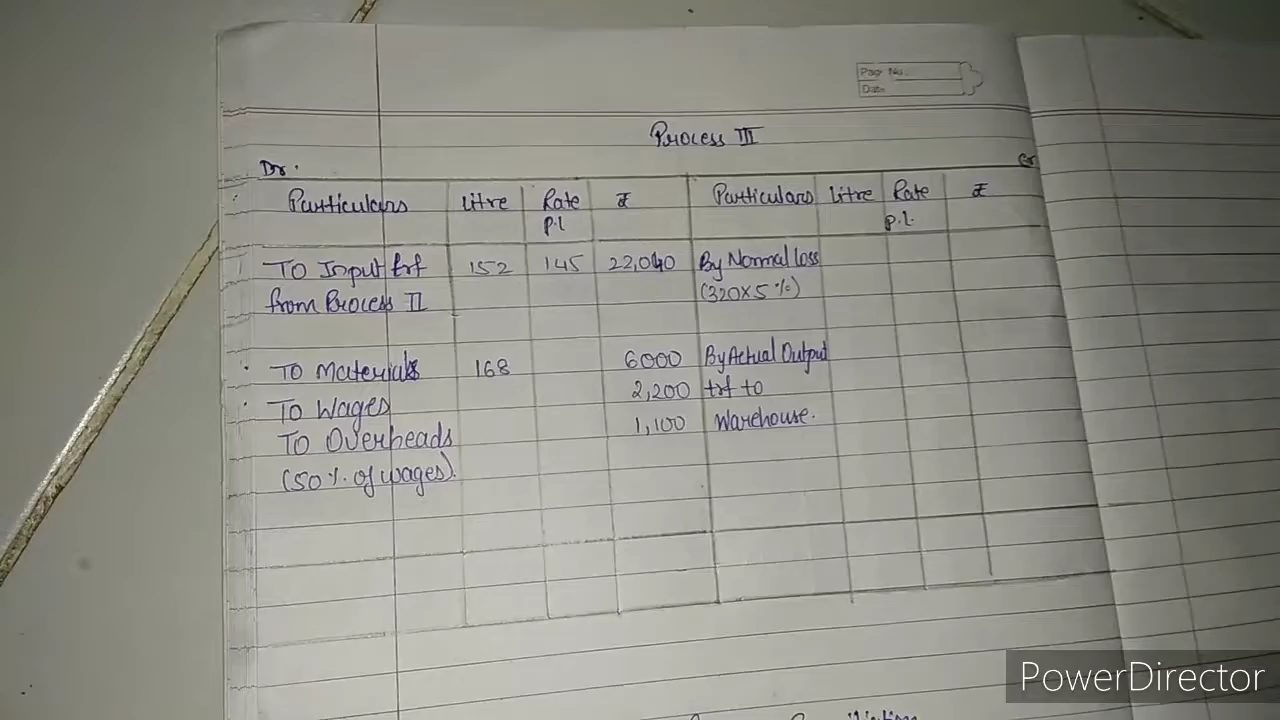 Page No.
Date
Process III
Dr. Cr
Particulars Litre Rate ₹ Particulars Litre Rate ₹
p.l p.l.
To Input trf 152 145 22,040 By Normal loss
from Process II (320x5%)
To Materials 168 6000 By Actual Output
To Wages 2,200 trf to
To Overheads 1,100 Warehouse.
(50% of wages).
PowerDirector